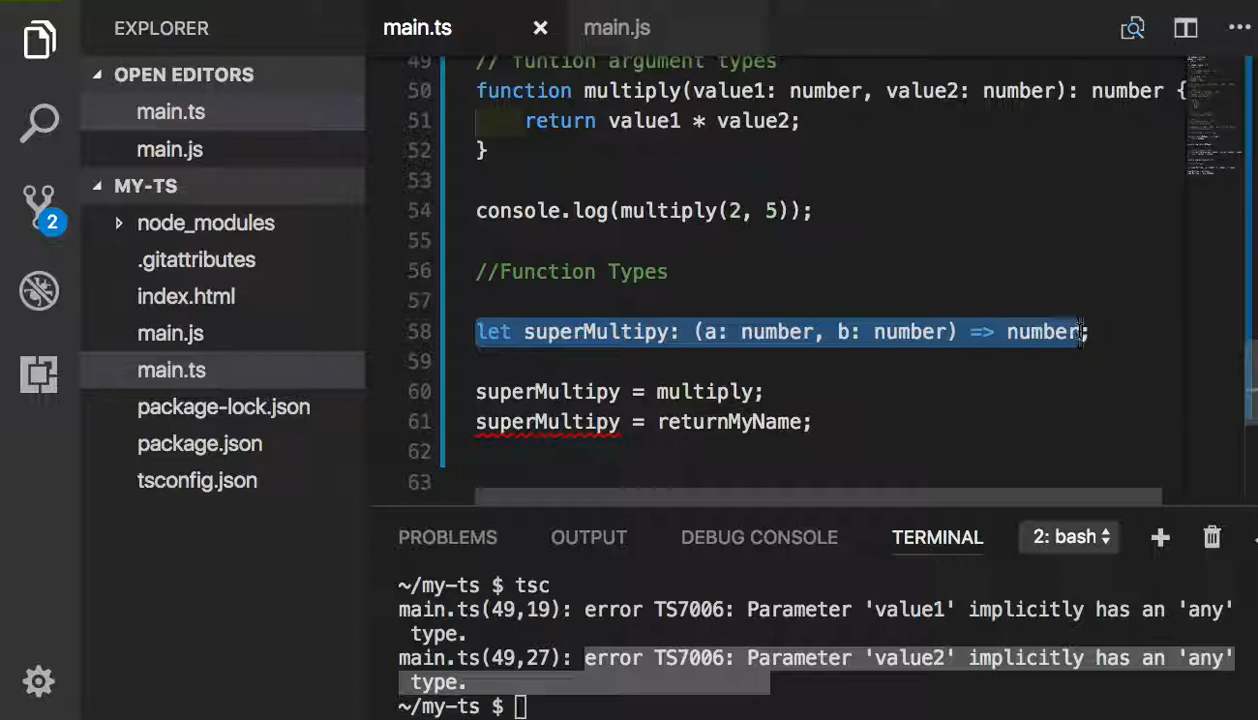 EXPLORER
main.ts
main.js
OPEN EDITORS
main.ts
main.js
MY-TS
node_modules
.gitattributes
index.html
main.js
main.ts
package-lock.json
package.json
tsconfig.json
2
49 // funtion argument types
50 function multiply(value1: number, value2: number): number {
51 return value1 * value2;
52 }
53
54 console.log(multiply(2, 5));
55
56 //Function Types
57
58 let superMultipy: (a: number, b: number) => number;
59
60 superMultipy = multiply;
61 superMultipy = returnMyName;
62
63
PROBLEMS OUTPUT DEBUG CONSOLE TERMINAL 2: bash
~/my-ts $ tsc
main.ts(49,19): error TS7006: Parameter 'value1' implicitly has an 'any'
type.
main.ts(49,27): error TS7006: Parameter 'value2' implicitly has an 'any'
type.
~/my-ts $